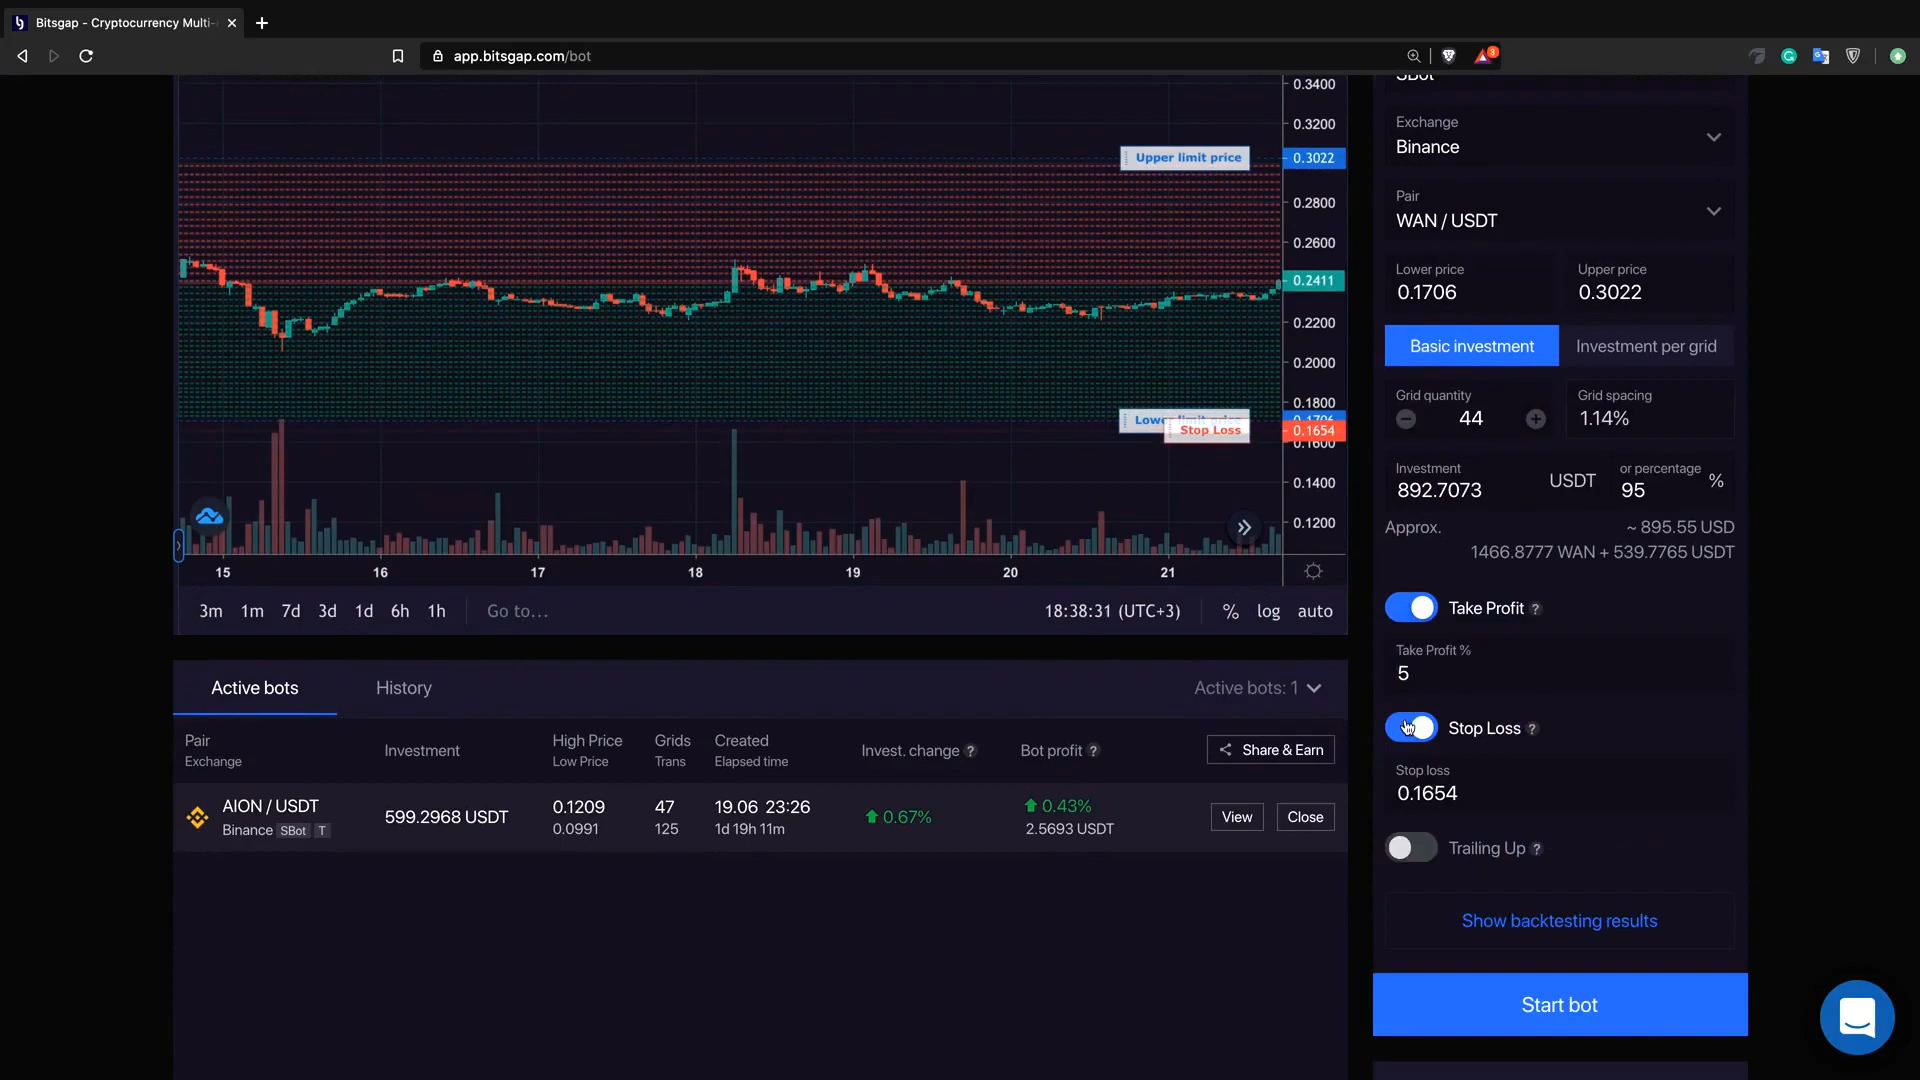 Bitsgap - Cryptocurrency Multi-
app.bitsgap.com/bot
3
0.3400
0.3200
Upper limit price
0.3022
0.2800
0.2600
0.2411
0.2200
0.2000
0.1800
Stop Loss
0.1654
0.1400
0.1200
15 16 17 18 19 20 21
3m 1m 7d 3d 1d 6h 1h Go to... 18:38:31 (UTC+3) % log auto
SBot
Exchange
Binance
Pair
WAN / USDT
Lower price Upper price
0.1706 0.3022
Basic investment Investment per grid
Grid quantity Grid spacing
44 1.14%
Investment or percentage
892.7073 USDT 95 %
Approx. ~ 895.55 USD
1466.8777 WAN + 539.7765 USDT
Take Profit ?
Take Profit %
5
Stop Loss ?
Stop loss
0.1654
Trailing Up ?
Show backtesting results
Start bot
Active bots History Active bots: 1
Pair Investment High Price Grids Created Invest. change ? Bot profit ? Share & Earn
Exchange Low Price Trans Elapsed time
AION / USDT 599.2968 USDT 0.1209 47 19.06 23:26 0.67% 0.43% View Close
Binance SBot T 0.0991 125 1d 19h 11m 2.5693 USDT